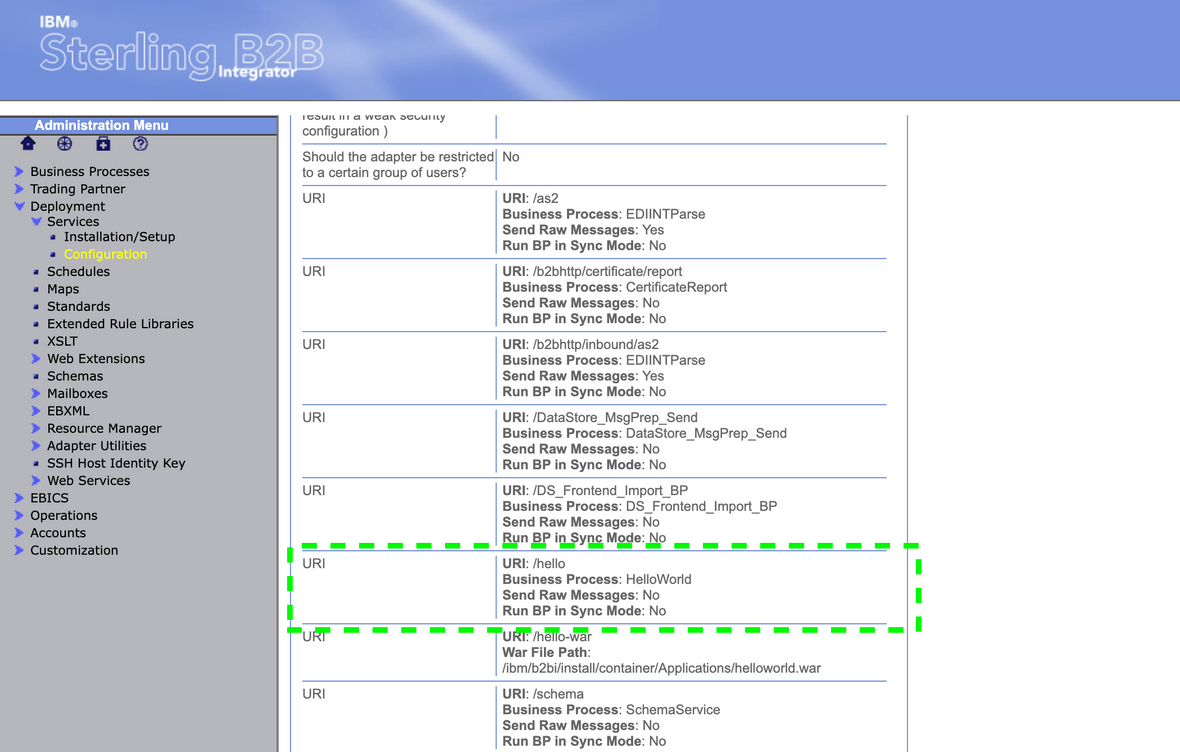 IBM®
Sterling B2B
Integrator
Administration Menu
Business Processes
Trading Partner
Deployment
Services
Installation/Setup
Configuration
Schedules
Maps
Standards
Extended Rule Libraries
XSLT
Web Extensions
Schemas
Mailboxes
EBXML
Resource Manager
Adapter Utilities
SSH Host Identity Key
Web Services
EBICS
Operations
Accounts
Customization
result in a weak security
configuration )
Should the adapter be restricted No
to a certain group of users?
URI URI: /as2
Business Process: EDIINTParse
Send Raw Messages: Yes
Run BP in Sync Mode: No
URI URI: /b2bhttp/certificate/report
Business Process: CertificateReport
Send Raw Messages: No
Run BP in Sync Mode: No
URI URI: /b2bhttp/inbound/as2
Business Process: EDIINTParse
Send Raw Messages: Yes
Run BP in Sync Mode: No
URI URI: /DataStore_MsgPrep_Send
Business Process: DataStore_MsgPrep_Send
Send Raw Messages: No
Run BP in Sync Mode: No
URI URI: /DS_Frontend_Import_BP
Business Process: DS_Frontend_Import_BP
Send Raw Messages: No
Run BP in Sync Mode: No
URI URI: /hello
Business Process: HelloWorld
Send Raw Messages: No
Run BP in Sync Mode: No
URI URI: /hello-war
War File Path:
/ibm/b2bi/install/container/Applications/helloworld.war
URI URI: /schema
Business Process: SchemaService
Send Raw Messages: No
Run BP in Sync Mode: No